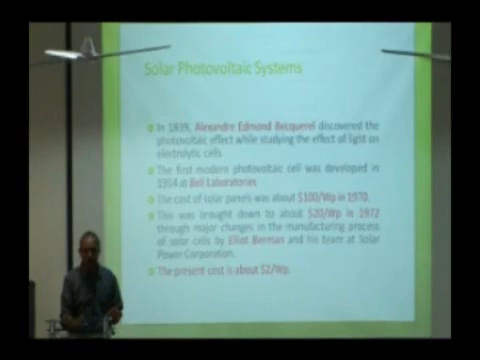 Solar Photovoltaic Systems
In 1839, Alexandre Edmond Becquerel discovered the
photovoltaic effect while studying the effect of light on
electrolytic cells
The first modern photovoltaic cell was developed in
1954 at Bell Laboratories
The cost of solar panels was about $100/Wp in 1970.
This was brought down to about $20/Wp in 1972
through major changes in the manufacturing process
of solar cells by Elliot Berman and his team at Solar
Power Corporation.
The present cost is about $2/Wp.